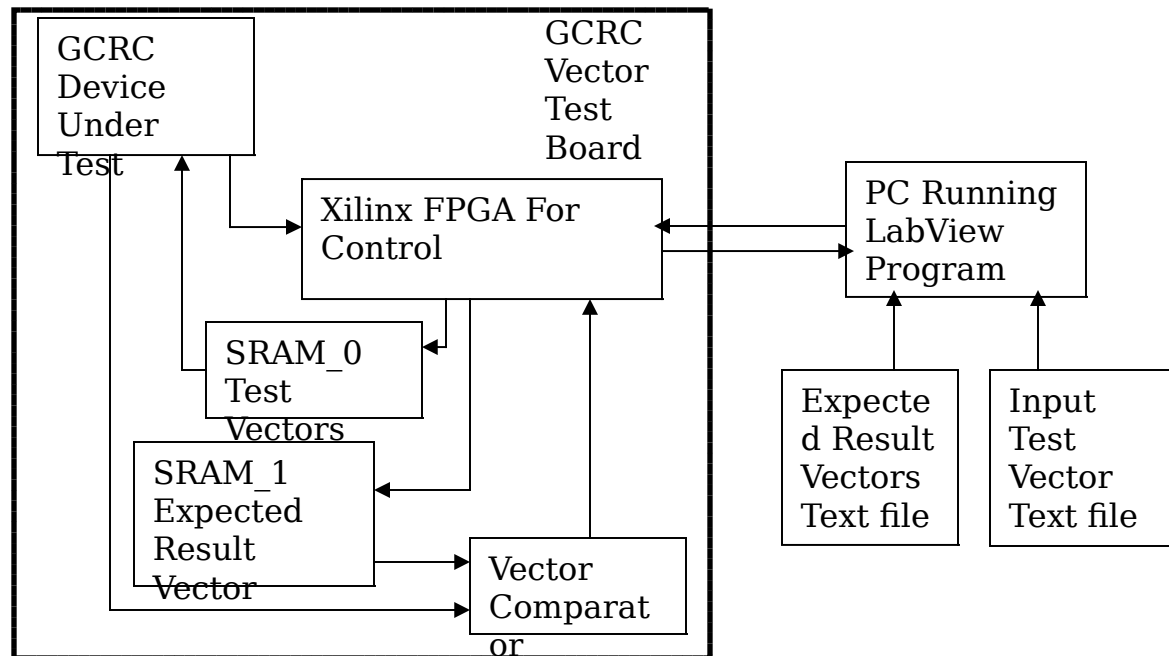 GCRC
Device
Under
Test
GCRC
Vector
Test
Board
Xilinx FPGA For
Control
PC Running
LabView
Program
SRAM_0
Test
Vectors
SRAM_1
Expected
Result
Vector
Vector
Comparat
or
Expecte
d Result
Vectors
Text file
Input
Test
Vector
Text file